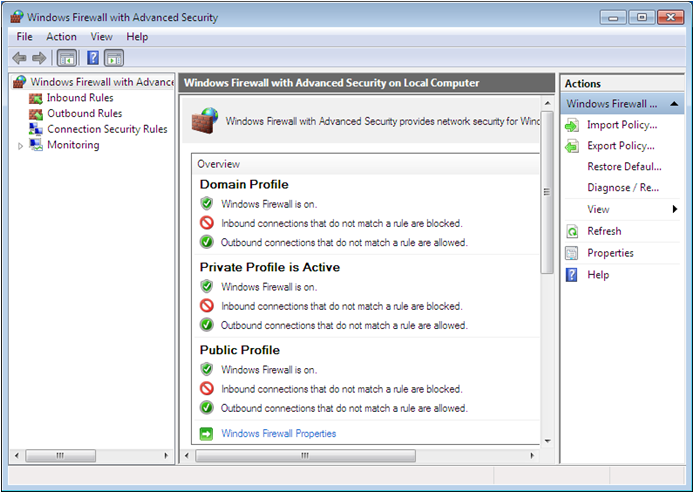 Windows Firewall with Advanced Security
File Action View Help
Windows Firewall with Advance
Inbound Rules
Outbound Rules
Connection Security Rules
Monitoring
Windows Firewall with Advanced Security on Local Computer
Windows Firewall with Advanced Security provides network security for Wind
Overview
Domain Profile
Windows Firewall is on.
Inbound connections that do not match a rule are blocked.
Outbound connections that do not match a rule are allowed.
Private Profile is Active
Windows Firewall is on.
Inbound connections that do not match a rule are blocked.
Outbound connections that do not match a rule are allowed.
Public Profile
Windows Firewall is on.
Inbound connections that do not match a rule are blocked.
Outbound connections that do not match a rule are allowed.
Windows Firewall Properties
Actions
Windows Firewall ...
Import Policy...
Export Policy...
Restore Defaul...
Diagnose / Re...
View
Refresh
Properties
Help